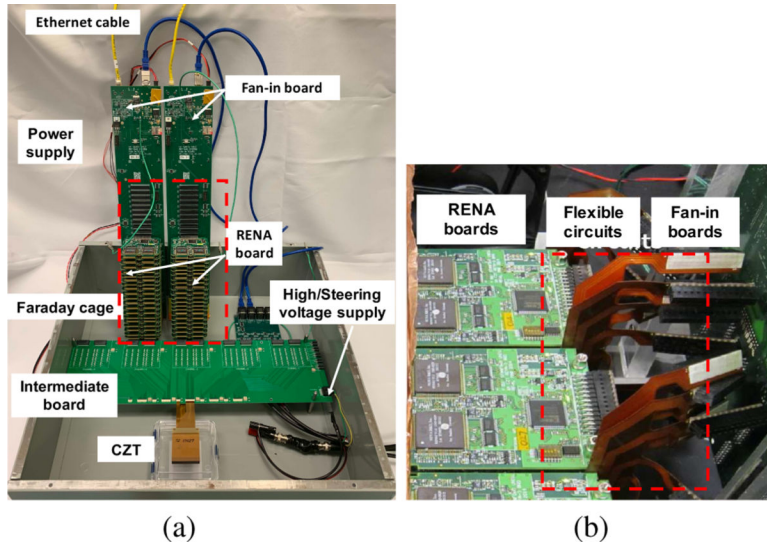 Ethernet cable
Fan-in board
Power
supply
RENA
board
Faraday cage
High/Steering
voltage supply
Intermediate
board
CZT
(a)
RENA
boards
Flexible
circuits
Fan-in
boards
(b)